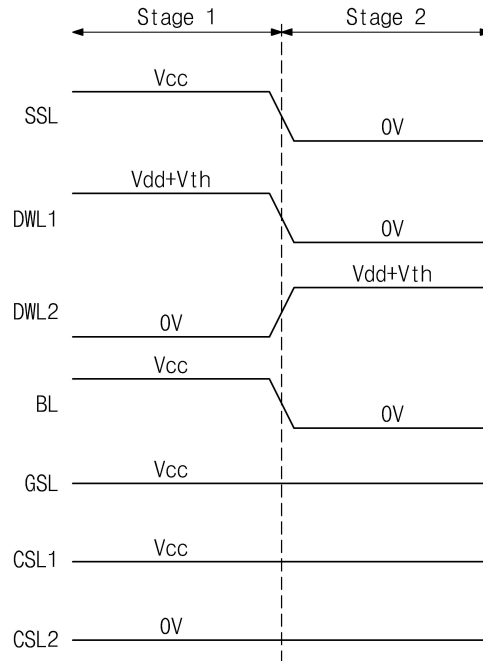 Stage 1 Stage 2
Vcc
SSL
0V
Vdd+Vth
DWL1
0V
Vdd+Vth
DWL2
0V
Vcc
BL
0V
Vcc
GSL
Vcc
CSL1
0V
CSL2